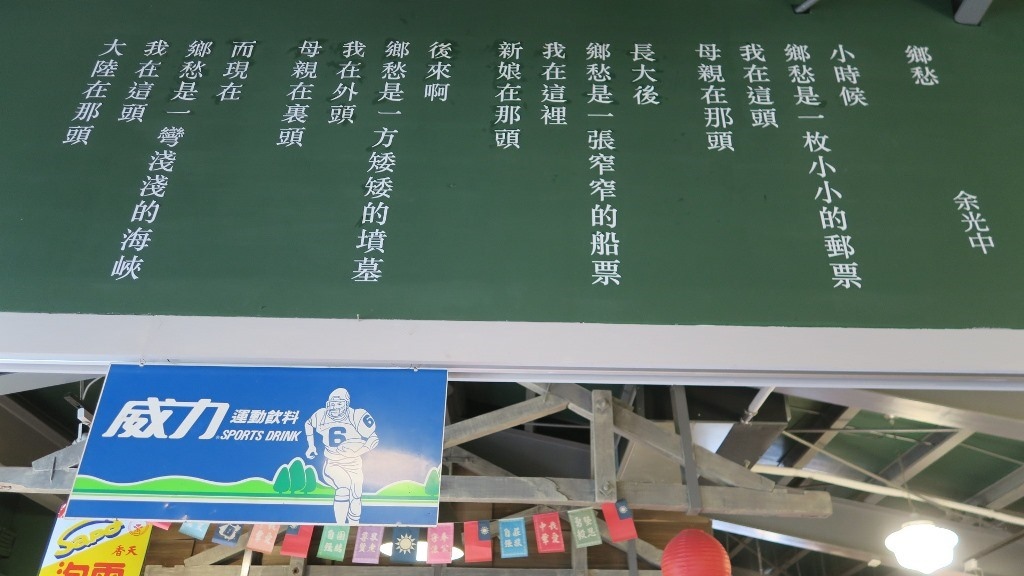 鄉愁
余光中
小時候
鄉愁是一枚小小的郵票
我在這頭
母親在那頭
長大後
鄉愁是一張窄窄的船票
我在這裡
新娘在那頭
後來啊
鄉愁是一方矮矮的墳墓
我在外頭
母親在裏頭
而現在
鄉愁是一彎淺淺的海峽
我在這頭
大陸在那頭
威力 運動飲料
SPORTS DRINK
6 6
春天